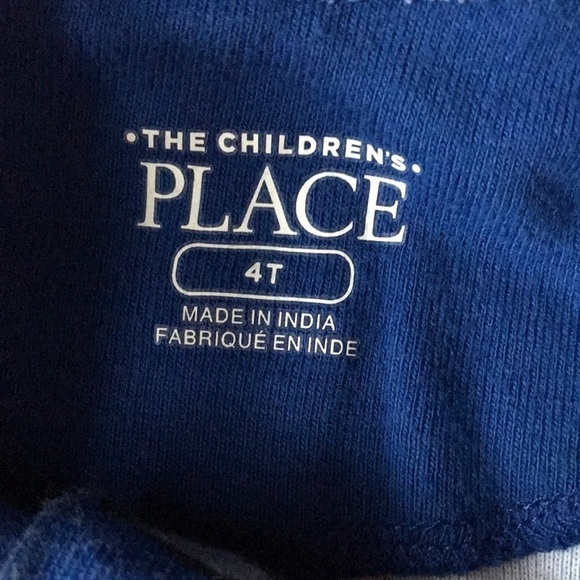 •THE CHILDREN'S•
PLACE
4T
MADE IN INDIA
FABRIQUÉ EN INDE